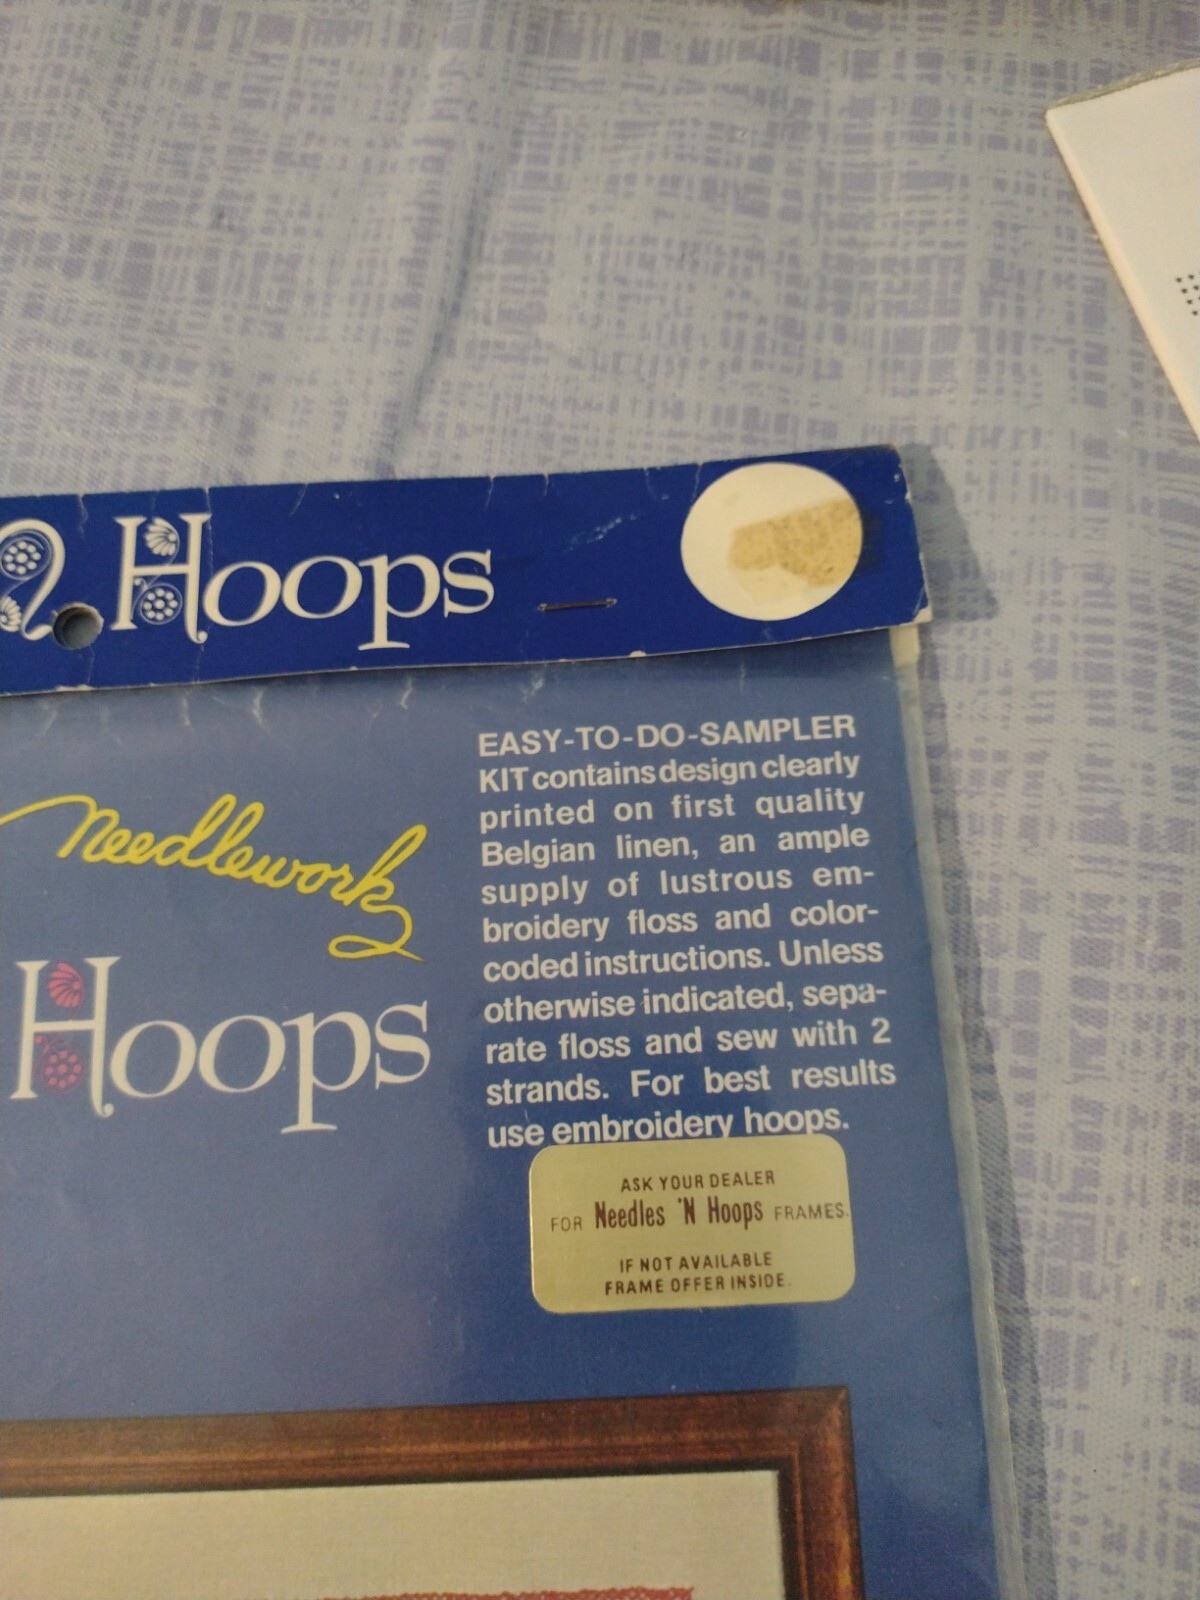 'N Hoops
Needlework
Hoops
EASY-TO-DO-SAMPLER
KIT contains design clearly
printed on first quality
Belgian linen, an ample
supply of lustrous em-
broidery floss and color-
coded instructions. Unless
otherwise indicated, sepa-
rate floss and sew with 2
strands. For best results
use embroidery hoops.
ASK YOUR DEALER
FOR Needles 'N Hoops FRAMES.
IF NOT AVAILABLE
FRAME OFFER INSIDE.